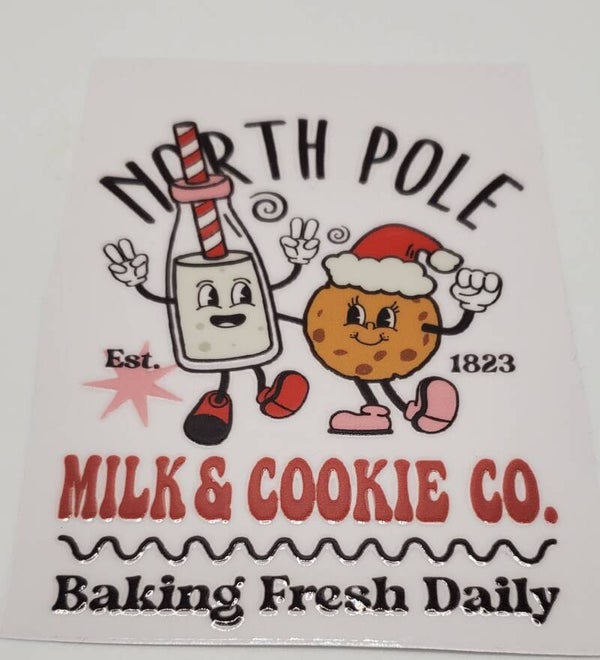 NORTH POLE
Est.
1823
MILK & COOKIE CO.
Baking Fresh Daily